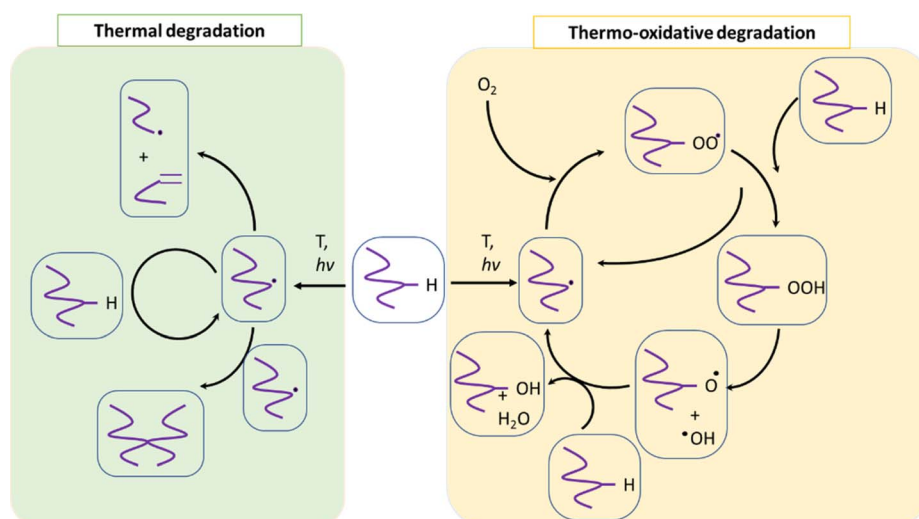 Thermal degradation
Thermo-oxidative degradation
+
H
T,
hν
H
T,
hν
O₂
OO•
H
OOH
O•
+
•OH
OH
+
H₂O
H